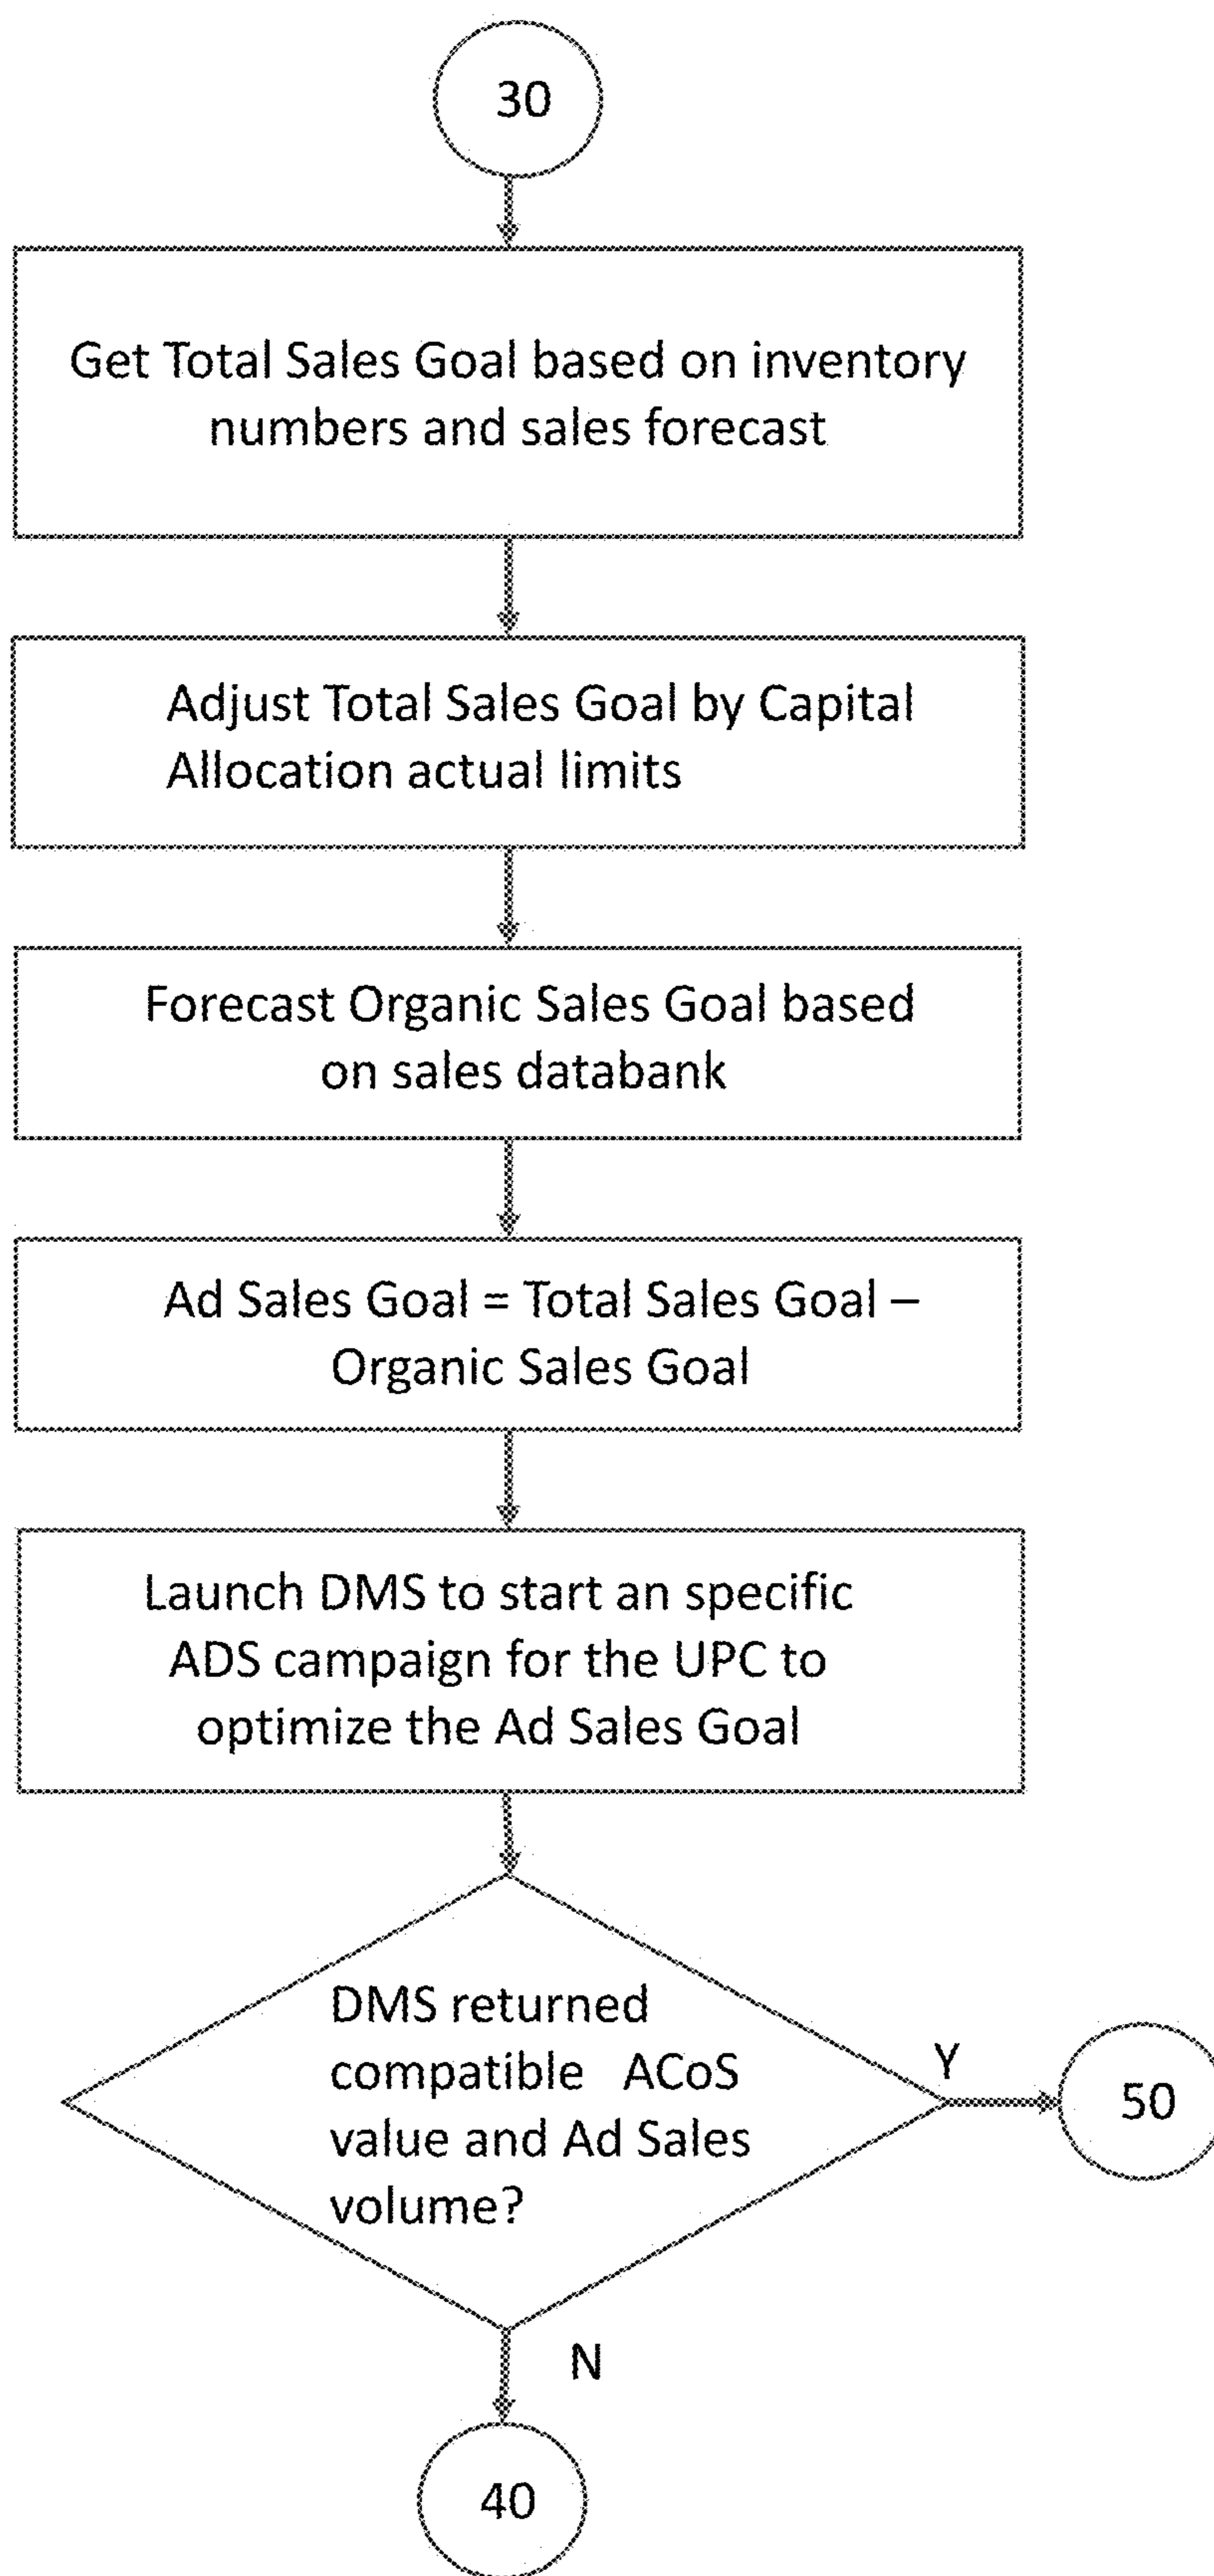 30
Get Total Sales Goal based on inventory
numbers and sales forecast
Adjust Total Sales Goal by Capital
Allocation actual limits
Forecast Organic Sales Goal based
on sales databank
Ad Sales Goal = Total Sales Goal –
Organic Sales Goal
Launch DMS to start an specific
ADS campaign for the UPC to
optimize the Ad Sales Goal
DMS returned
compatible ACoS
value and Ad Sales
volume?
Y
50
N
40